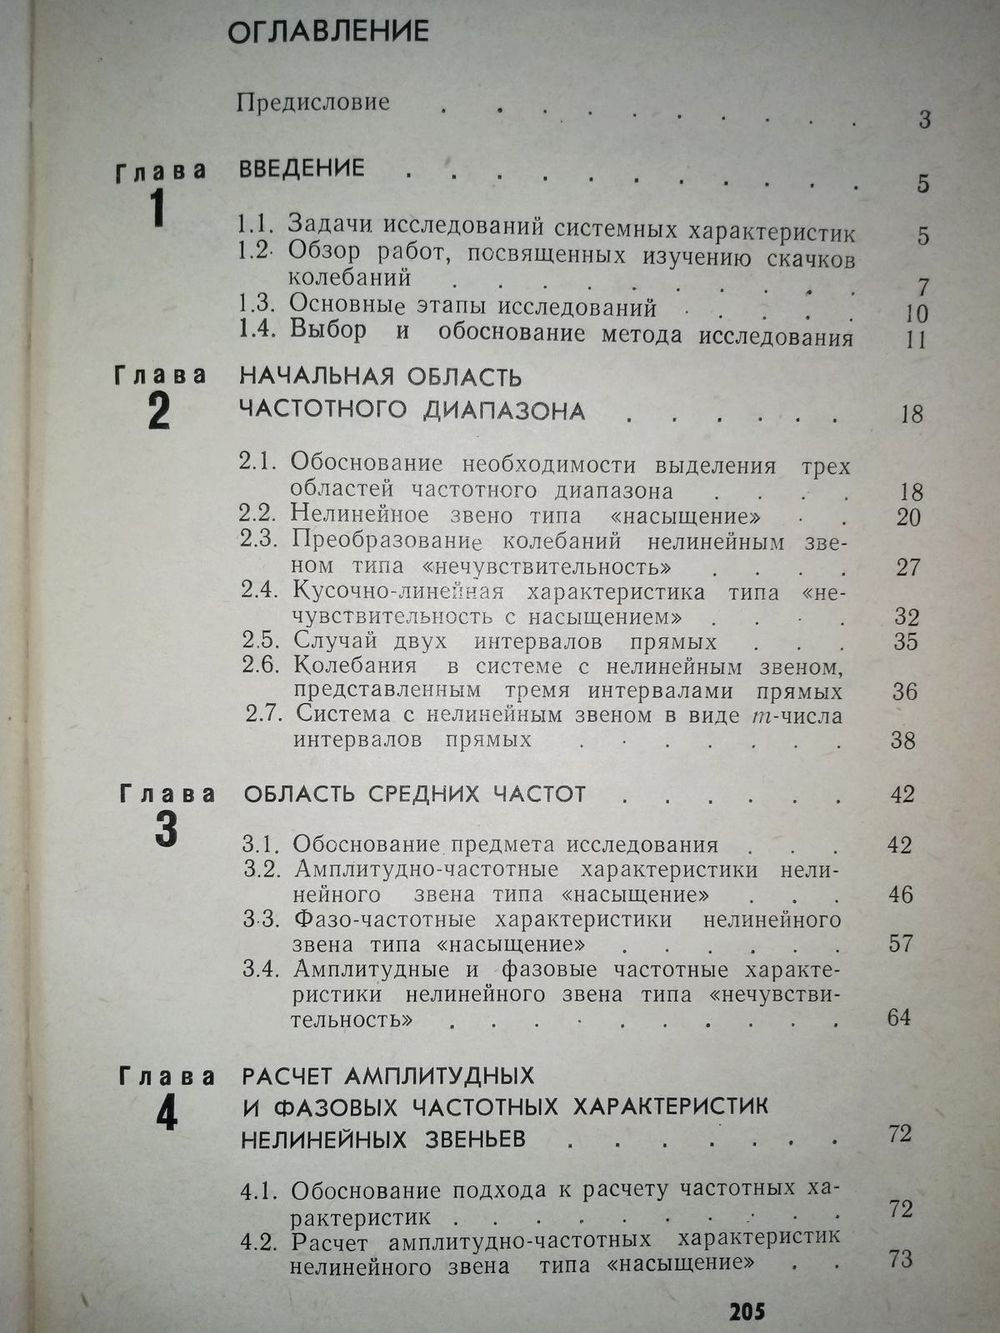 ОГЛАВЛЕНИЕ
Предисловие . . . . . . . . . . 3
Глава 1 ВВЕДЕНИЕ . . . . . . . . . . . 5
1.1. Задачи исследований системных характеристик 5
1.2. Обзор работ, посвященных изучению скачков
колебаний . . . . . . . . . . 7
1.3. Основные этапы исследований . . . . . 10
1.4. Выбор и обоснование метода исследования 11
Глава 2 НАЧАЛЬНАЯ ОБЛАСТЬ
ЧАСТОТНОГО ДИАПАЗОНА . . . . . . 18
2.1. Обоснование необходимости выделения трех
областей частотного диапазона . . . . 18
2.2. Нелинейное звено типа «насыщение» . . 20
2.3. Преобразование колебаний нелинейным зве-
ном типа «нечувствительность» . . . . 27
2.4. Кусочно-линейная характеристика типа «не-
чувствительность с насыщением» . . . . 32
2.5. Случай двух интервалов прямых . . . 35
2.6. Колебания в системе с нелинейным звеном,
представленным тремя интервалами прямых 36
2.7. Система с нелинейным звеном в виде m-числа
интервалов прямых . . . . . . . 38
Глава 3 ОБЛАСТЬ СРЕДНИХ ЧАСТОТ . . . . . . 42
3.1. Обоснование предмета исследования . . . 42
3.2. Амплитудно-частотные характеристики нели-
нейного звена типа «насыщение» . . . 46
3.3. Фазо-частотные характеристики нелинейного
звена типа «насыщение» . . . . . . 57
3.4. Амплитудные и фазовые частотные характе-
ристики нелинейного звена типа «нечувстви-
тельность» . . . . . . . . . . 64
Глава 4 РАСЧЕТ АМПЛИТУДНЫХ
И ФАЗОВЫХ ЧАСТОТНЫХ ХАРАКТЕРИСТИК
НЕЛИНЕЙНЫХ ЗВЕНЬЕВ . . . . . . . 72
4.1. Обоснование подхода к расчету частотных ха-
рактеристик . . . . . . . . . . 72
4.2. Расчет амплитудно-частотных характеристик
нелинейного звена типа «насыщение» . . 73
205